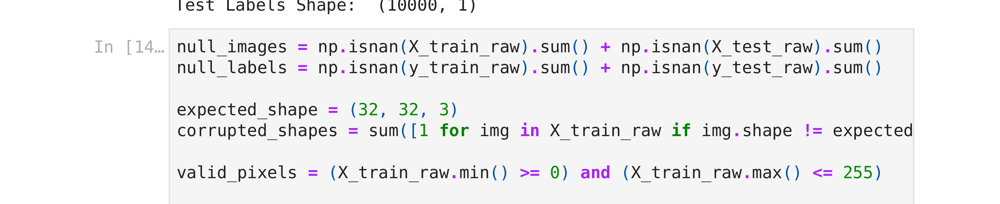 Test Labels Shape:  (10000, 1)
In [14…
null_images = np.isnan(X_train_raw).sum() + np.isnan(X_test_raw).sum()
null_labels = np.isnan(y_train_raw).sum() + np.isnan(y_test_raw).sum()
expected_shape = (32, 32, 3)
corrupted_shapes = sum([1 for img in X_train_raw if img.shape != expected
valid_pixels = (X_train_raw.min() >= 0) and (X_train_raw.max() <= 255)